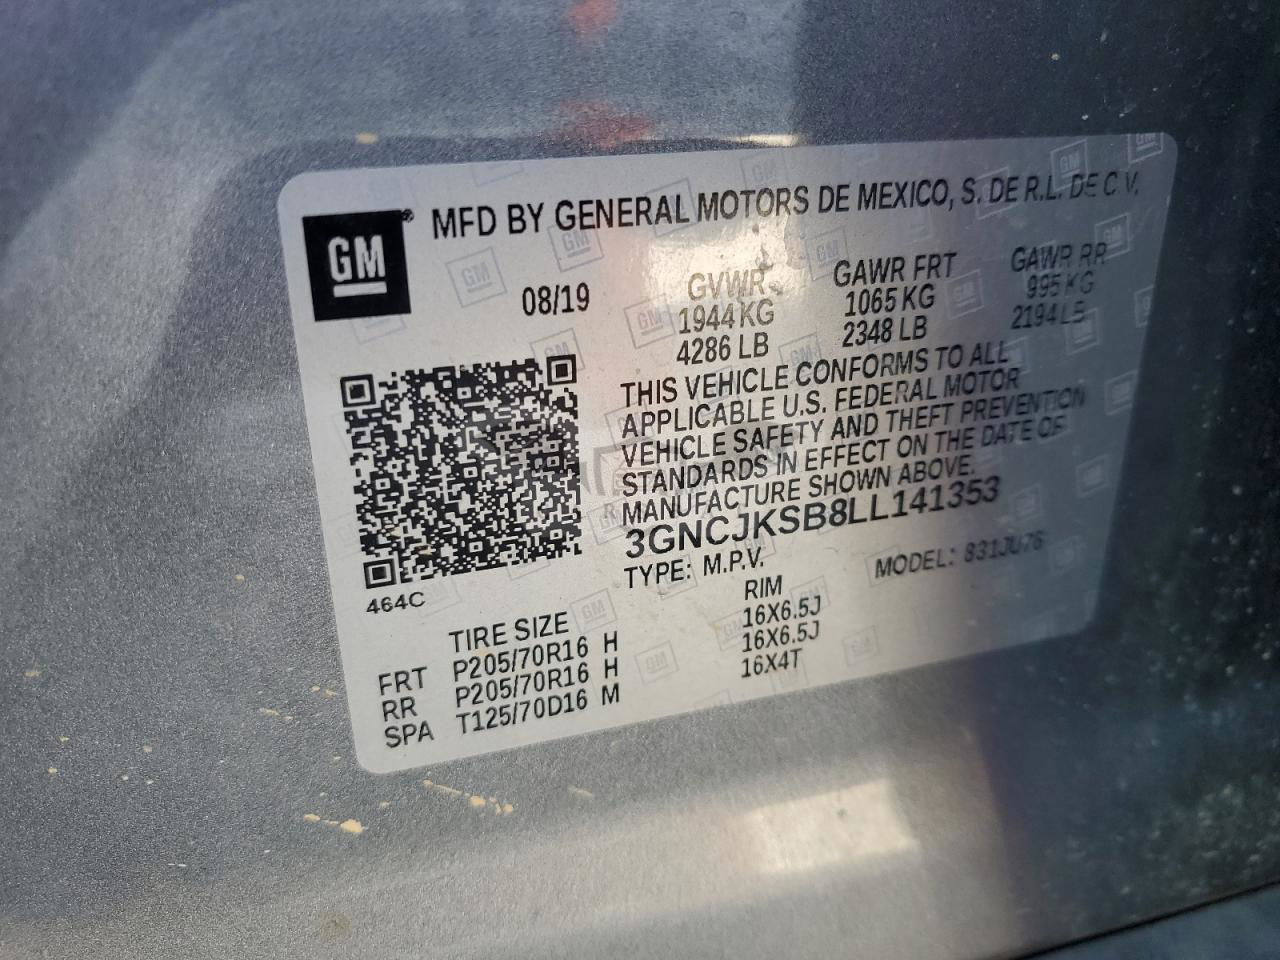 GM® MFD BY GENERAL MOTORS DE MEXICO, S. DE R.L. DE C.V.
08/19 GVWR GAWR FRT GAWR RR
1944 KG 1065 KG 995 KG
4286 LB 2348 LB 2194 LB
THIS VEHICLE CONFORMS TO ALL
APPLICABLE U.S. FEDERAL MOTOR
VEHICLE SAFETY AND THEFT PREVENTION
STANDARDS IN EFFECT ON THE DATE OF
MANUFACTURE SHOWN ABOVE.
3GNCJKSB8LL141353
TYPE: M.P.V. MODEL: 831JU76
464C
TIRE SIZE RIM
FRT P205/70R16 H 16X6.5J
RR P205/70R16 H 16X6.5J
SPA T125/70D16 M 16X4T